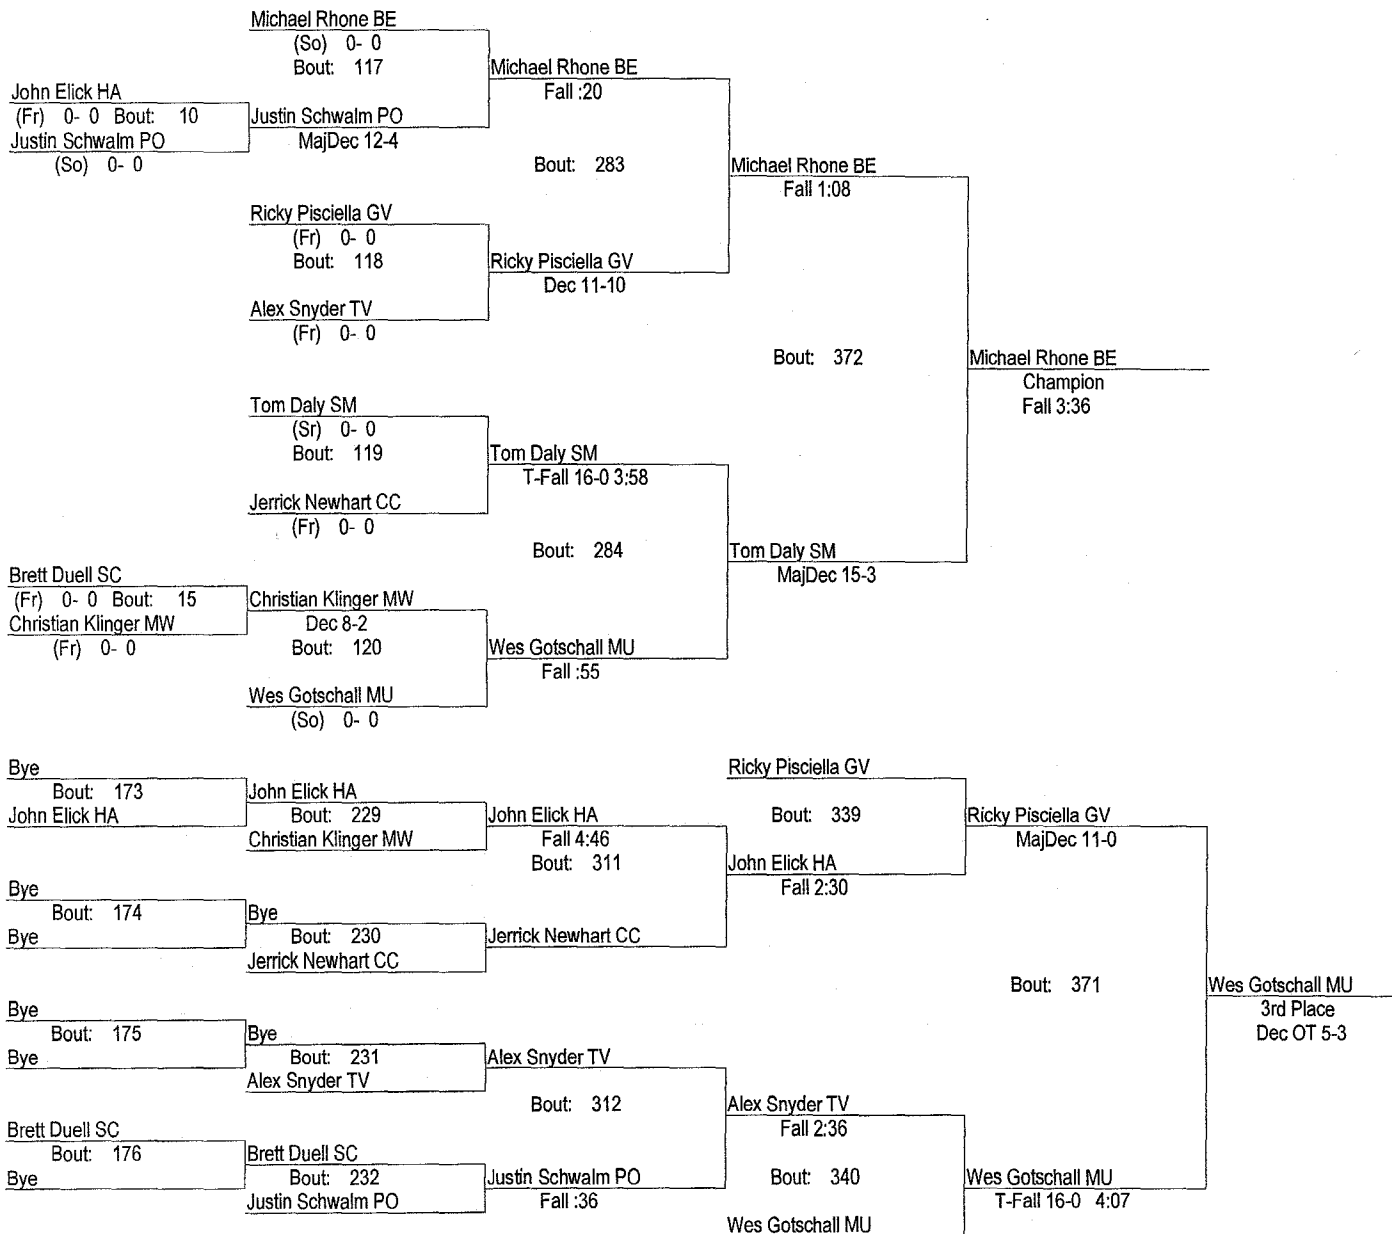 Michael Rhone BE
(So) 0- 0
Bout: 117
Michael Rhone BE
Fall :20
John Elick HA
(Fr) 0- 0 Bout: 10
Justin Schwalm PO
Justin Schwalm PO
MajDec 12-4
(So) 0- 0
Bout: 283
Michael Rhone BE
Fall 1:08
Ricky Pisciella GV
(Fr) 0- 0
Bout: 118
Ricky Pisciella GV
Dec 11-10
Alex Snyder TV
(Fr) 0- 0
Bout: 372
Michael Rhone BE
Champion
Fall 3:36
Tom Daly SM
(Sr) 0- 0
Bout: 119
Tom Daly SM
T-Fall 16-0 3:58
Jerrick Newhart CC
(Fr) 0- 0
Bout: 284
Tom Daly SM
MajDec 15-3
Brett Duell SC
(Fr) 0- 0 Bout: 15
Christian Klinger MW
Christian Klinger MW
Dec 8-2
(Fr) 0- 0
Bout: 120
Wes Gotschall MU
Fall :55
Wes Gotschall MU
(So) 0- 0
Bye
Bout: 173
John Elick HA
John Elick HA
Bout: 229
Christian Klinger MW
John Elick HA
Fall 4:46
Bout: 311
Ricky Pisciella GV
Bout: 339
Ricky Pisciella GV
MajDec 11-0
John Elick HA
Fall 2:30
Bye
Bout: 174
Bye
Bye
Bout: 230
Jerrick Newhart CC
Jerrick Newhart CC
Bout: 371
Wes Gotschall MU
3rd Place
Dec OT 5-3
Bye
Bout: 175
Bye
Bye
Bout: 231
Alex Snyder TV
Alex Snyder TV
Bout: 312
Alex Snyder TV
Fall 2:36
Brett Duell SC
Bout: 176
Bye
Brett Duell SC
Bout: 232
Justin Schwalm PO
Justin Schwalm PO
Fall :36
Bout: 340
Wes Gotschall MU
T-Fall 16-0 4:07
Wes Gotschall MU